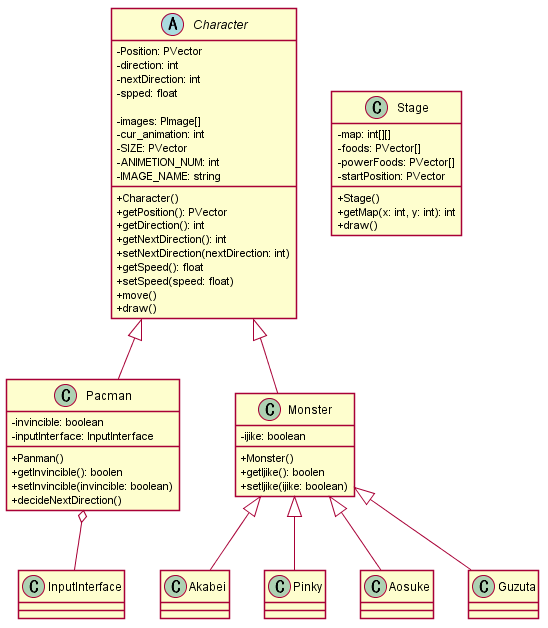 A Character
-Position: PVector
-direction: int
-nextDirection: int
-spped: float
-images: PImage[]
-cur_animation: int
-SIZE: PVector
-ANIMETION_NUM: int
-IMAGE_NAME: string
+Character()
+getPosition(): PVector
+getDirection(): int
+getNextDirection(): int
+setNextDirection(nextDirection: int)
+getSpeed(): float
+setSpeed(speed: float)
+move()
+draw()
C Stage
-map: int[][]
-foods: PVector[]
-powerFoods: PVector[]
-startPosition: PVector
+Stage()
+getMap(x: int, y: int): int
+draw()
C Pacman
-invincible: boolean
-inputInterface: InputInterface
+Panman()
+getInvincible(): boolen
+setInvincible(invincible: boolean)
+decideNextDirection()
C Monster
-ijike: boolean
+Monster()
+getIjike(): boolen
+setIjike(ijike: boolean)
C InputInterface
C Akabei
C Pinky
C Aosuke
C Guzuta